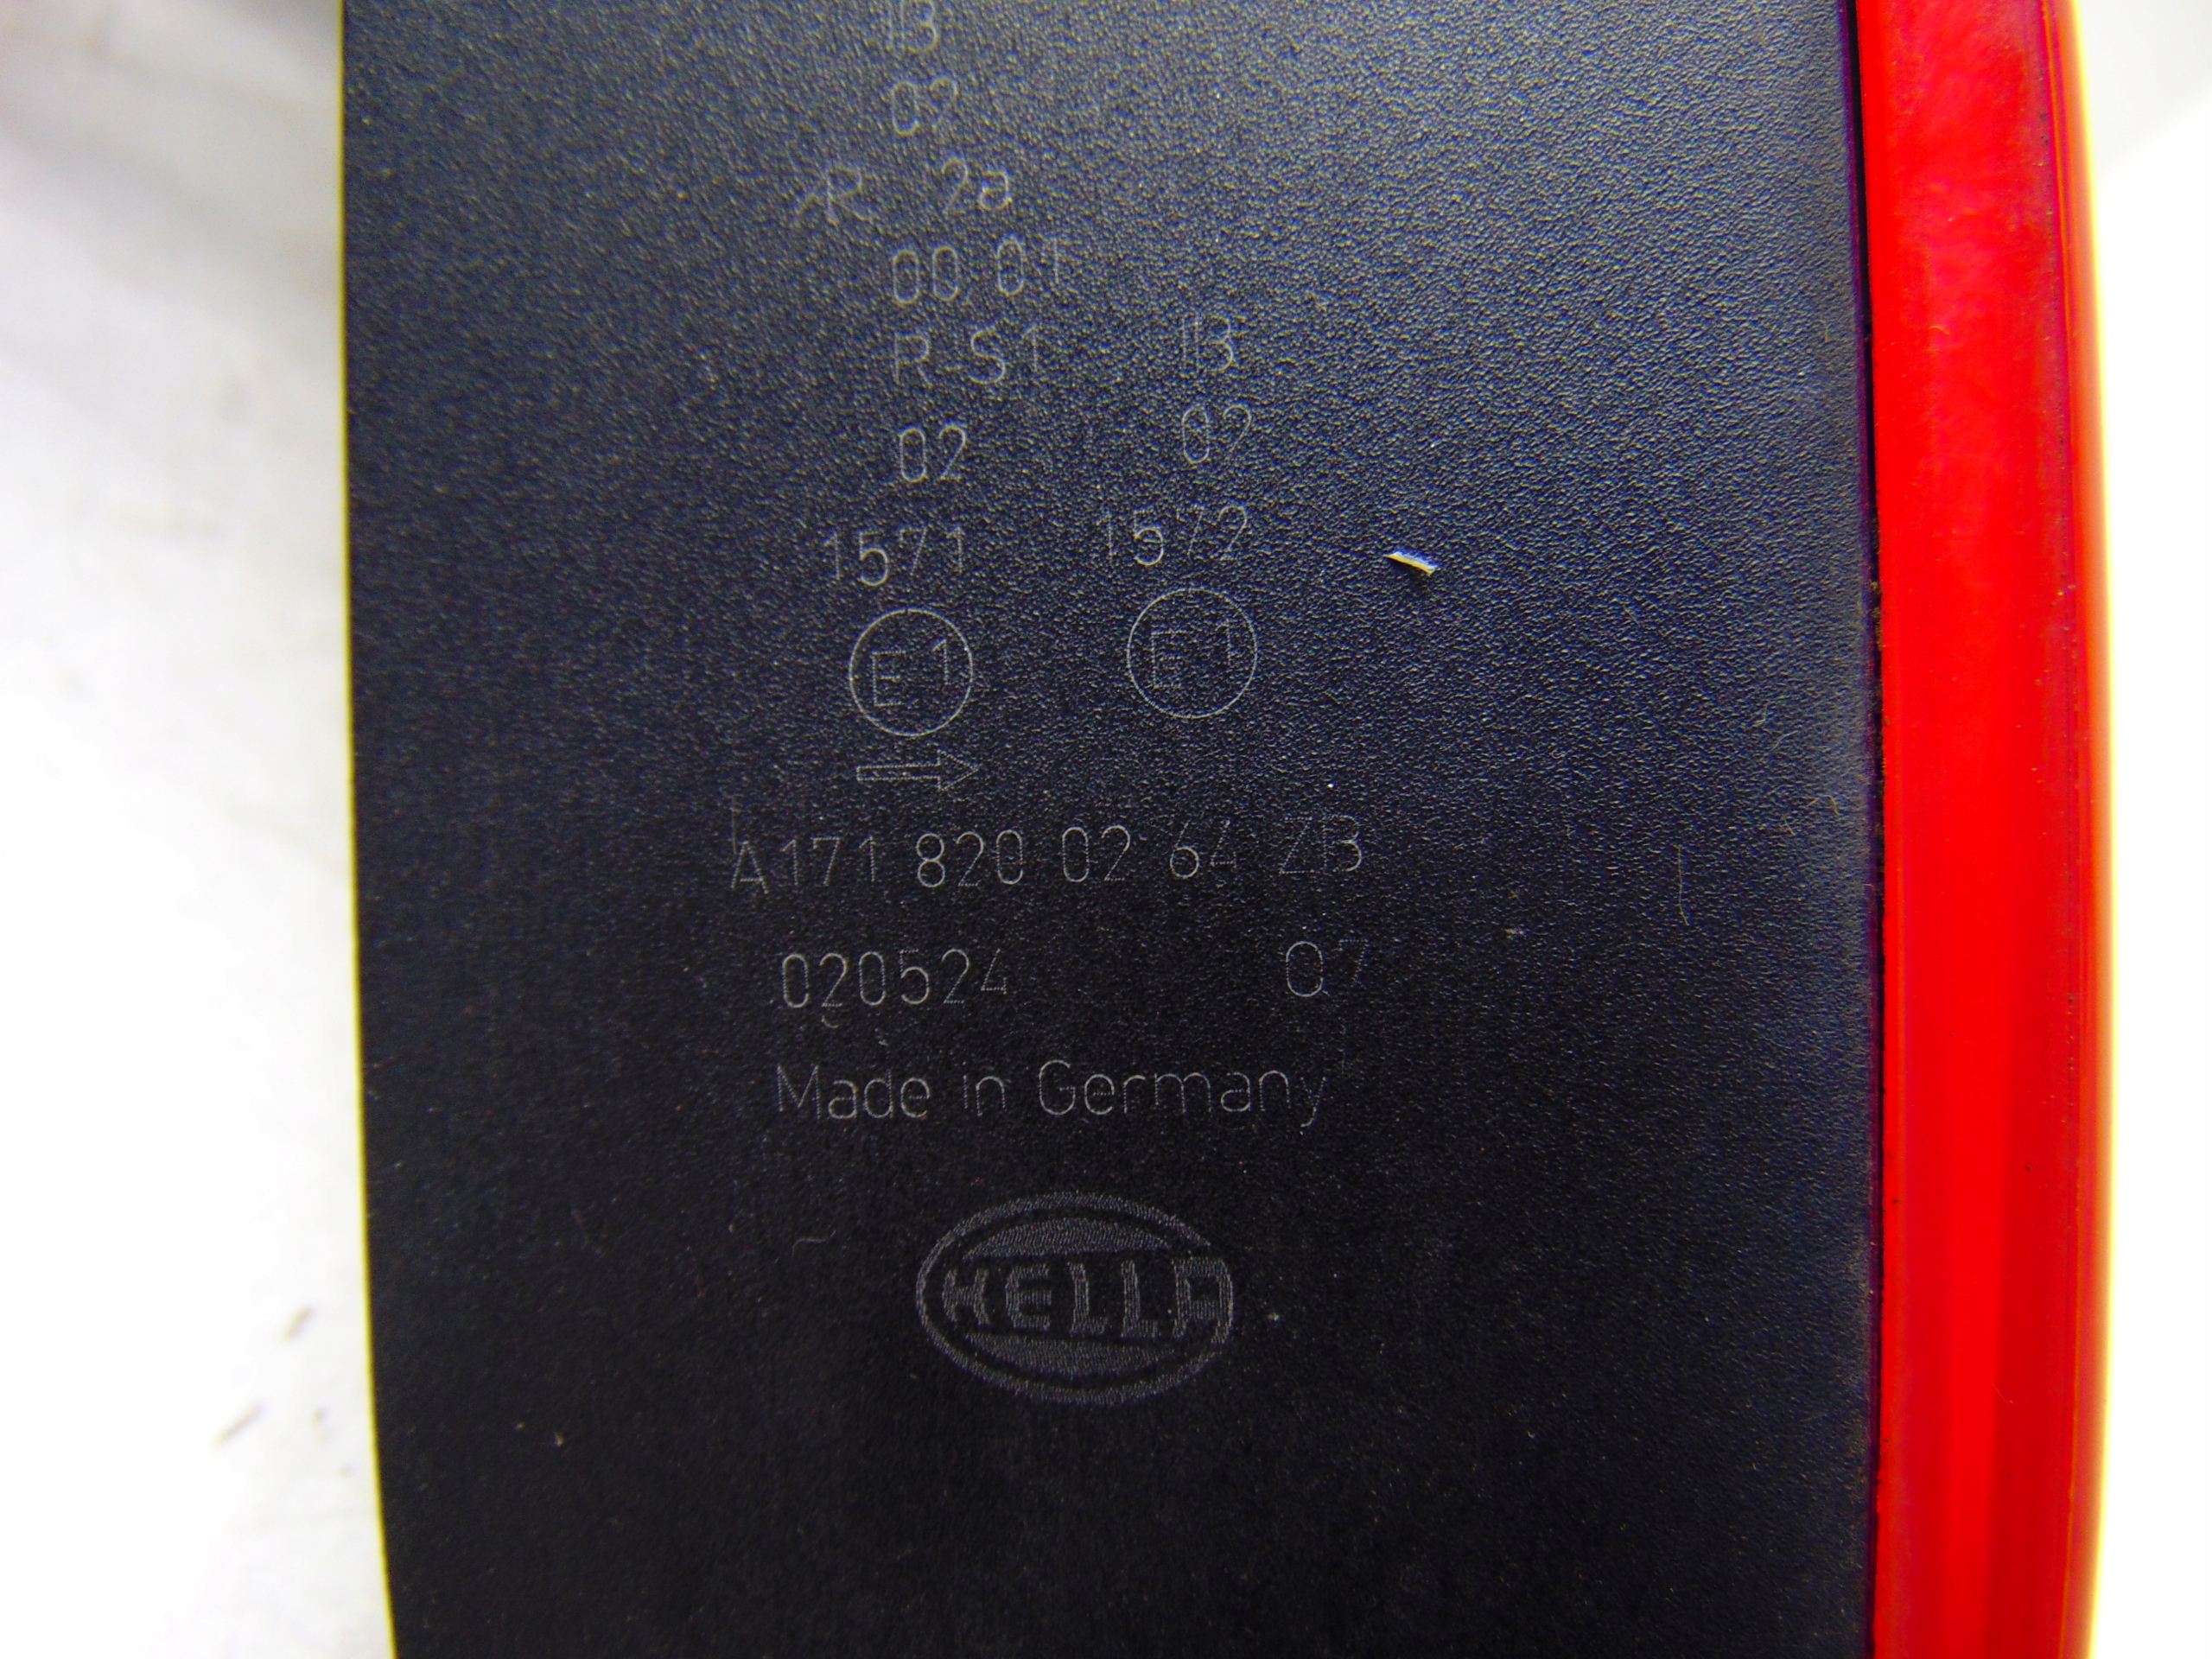 IB
02
AR 2a
00 01
R-S1 IB
02 02
1571 1572
E1 E1
A171 820 02 64 ZB
020524 07
Made in Germany
HELLA